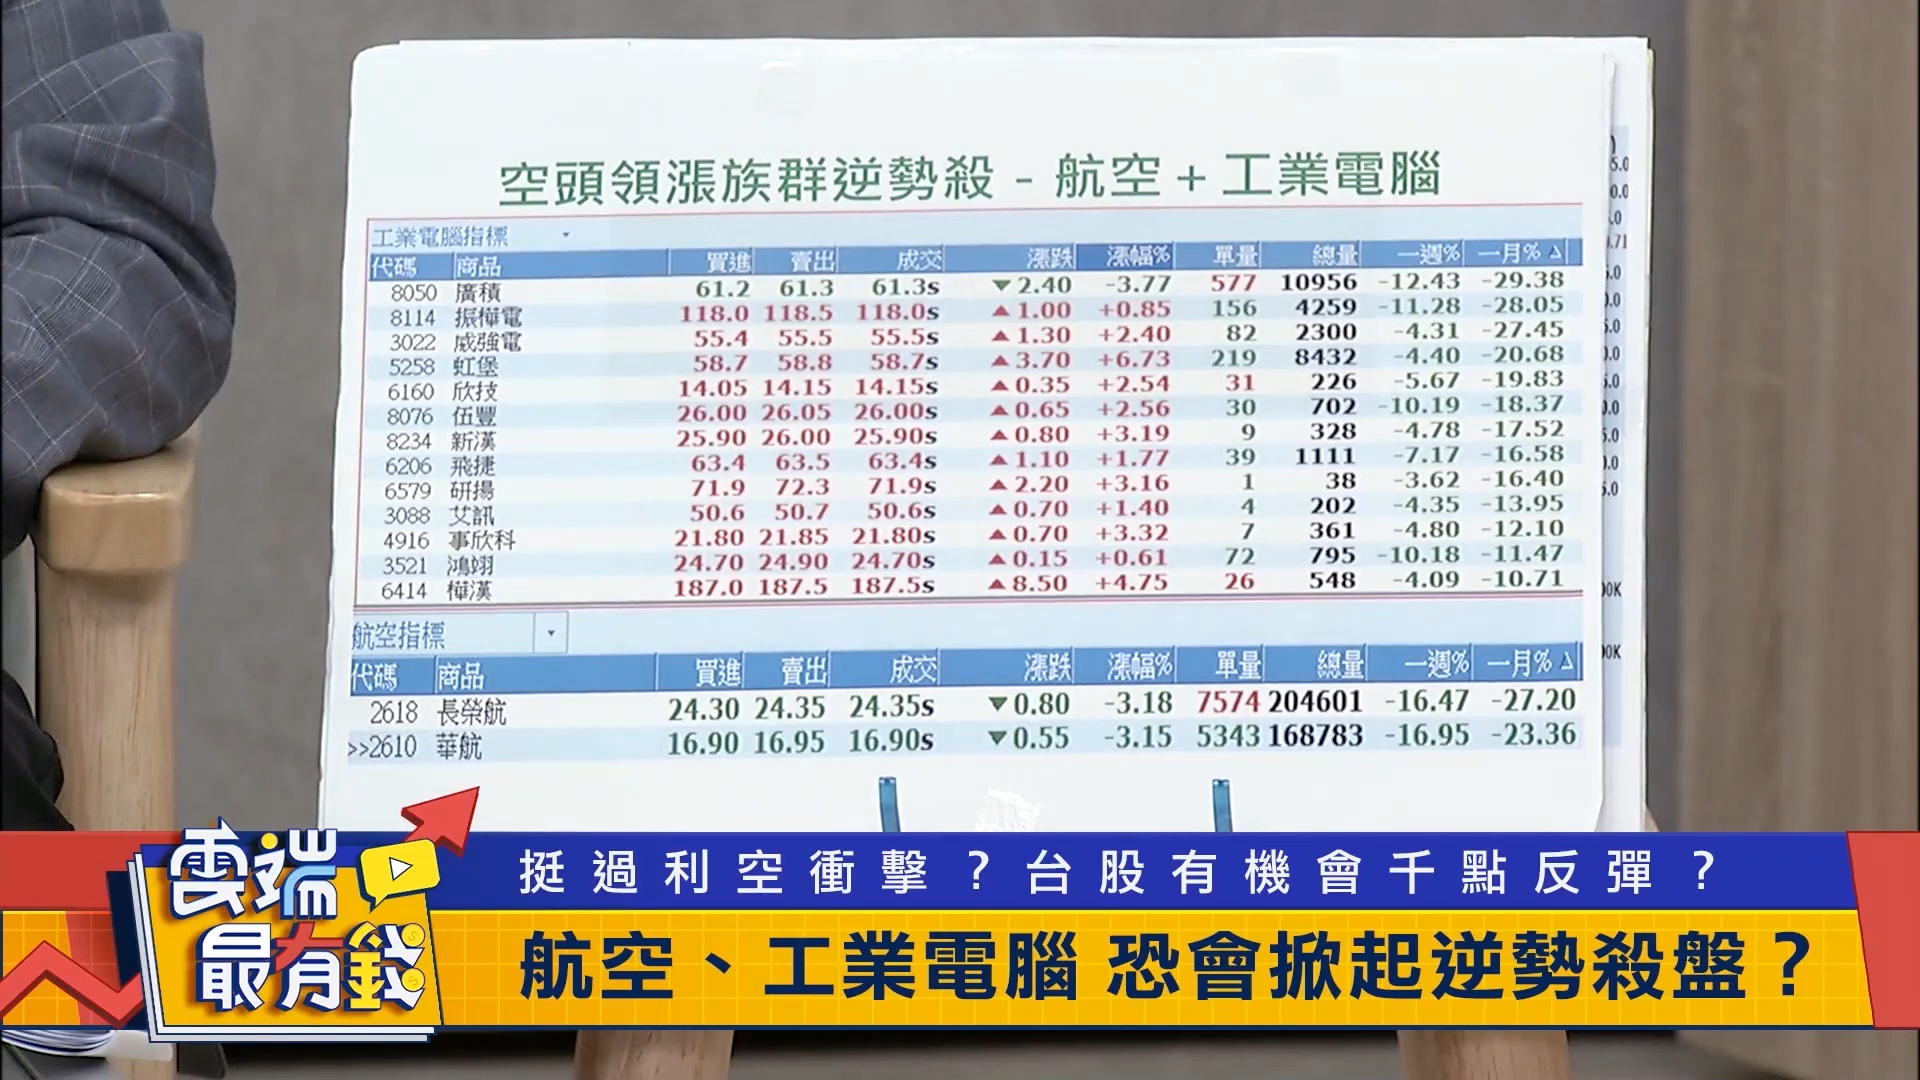 空頭領漲族群逆勢殺 - 航空 + 工業電腦
工業電腦指標
代碼 商品 買進 賣出 成交 漲跌 漲幅% 單量 總量 一週% 一月% △
8050 廣積 61.2 61.3 61.3s ▼2.40 -3.77 577 10956 -12.43 -29.38
8114 振樺電 118.0 118.5 118.0s ▲1.00 +0.85 156 4259 -11.28 -28.05
3022 威強電 55.4 55.5 55.5s ▲1.30 +2.40 82 2300 -4.31 -27.45
5258 虹堡 58.7 58.8 58.7s ▲3.70 +6.73 219 8432 -4.40 -20.68
6160 欣技 14.05 14.15 14.15s ▲0.35 +2.54 31 226 -5.67 -19.83
8076 伍豐 26.00 26.05 26.00s ▲0.65 +2.56 30 702 -10.19 -18.37
8234 新漢 25.90 26.00 25.90s ▲0.80 +3.19 9 328 -4.78 -17.52
6206 飛捷 63.4 63.5 63.4s ▲1.10 +1.77 39 1111 -7.17 -16.58
6579 研揚 71.9 72.3 71.9s ▲2.20 +3.16 1 38 -3.62 -16.40
3088 艾訊 50.6 50.7 50.6s ▲0.70 +1.40 4 202 -4.35 -13.95
4916 事欣科 21.80 21.85 21.80s ▲0.70 +3.32 7 361 -4.80 -12.10
3521 鴻翊 24.70 24.90 24.70s ▲0.15 +0.61 72 795 -10.18 -11.47
6414 樺漢 187.0 187.5 187.5s ▲8.50 +4.75 26 548 -4.09 -10.71
航空指標
代碼 商品 買進 賣出 成交 漲跌 漲幅% 單量 總量 一週% 一月% △
2618 長榮航 24.30 24.35 24.35s ▼0.80 -3.18 7574 204601 -16.47 -27.20
>>2610 華航 16.90 16.95 16.90s ▼0.55 -3.15 5343 168783 -16.95 -23.36
挺過利空衝擊？台股有機會千點反彈？
航空、工業電腦 恐會掀起逆勢殺盤？
雲端
最有錢